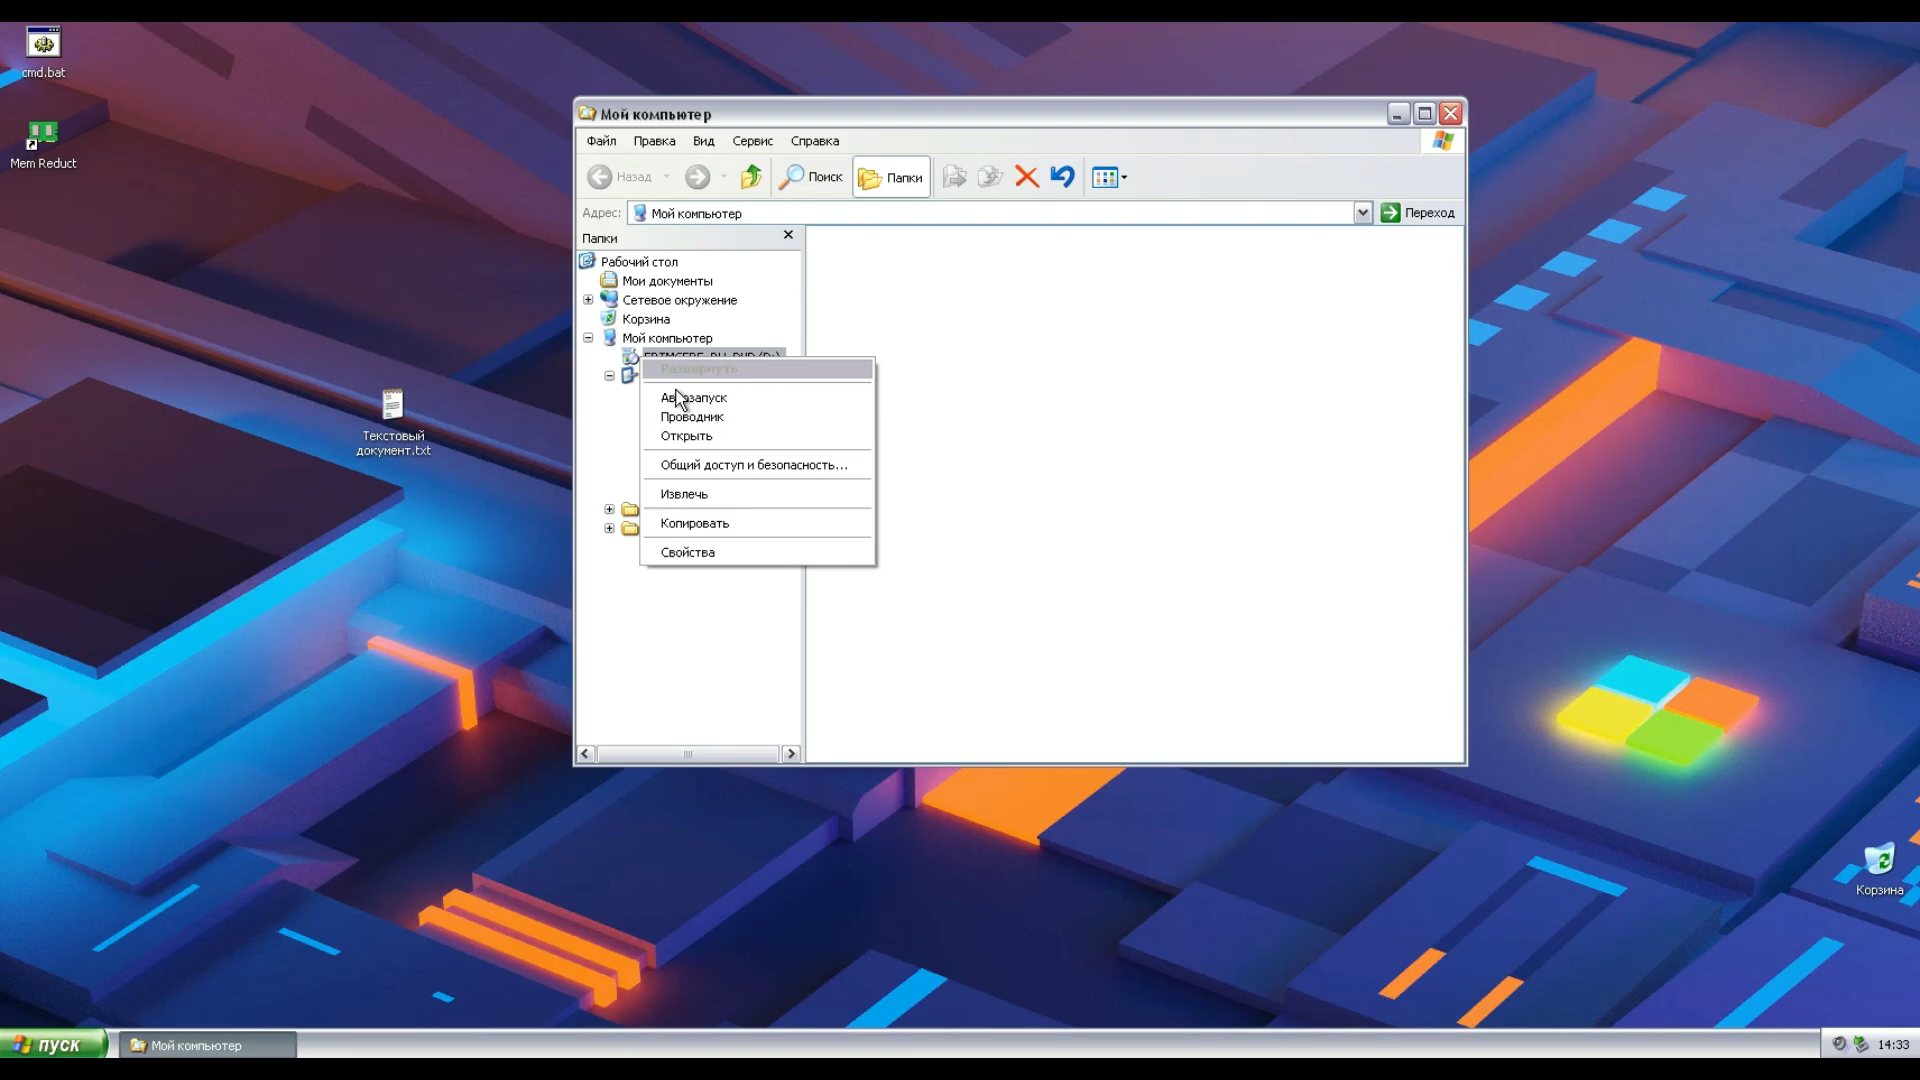 cmd.bat
Mem Reduct
Текстовый
документ.txt
Мой компьютер
Файл Правка Вид Сервис Справка
Назад Поиск Папки
Адрес: Мой компьютер Переход
Папки
Рабочий стол
Мои документы
Сетевое окружение
Корзина
Мой компьютер
Развернуть
Автозапуск
Проводник
Открыть
Общий доступ и безопасность...
Извлечь
Копировать
Свойства
Корзина
пуск
Мой компьютер
14:33